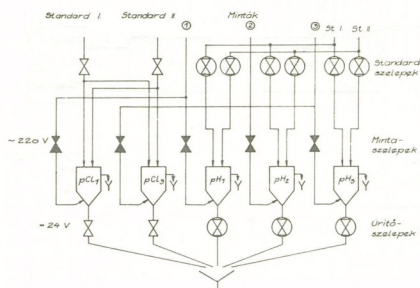 Standard I.
Standard II
①
Minták
②
③
St I.
St II.
Standard szelepek
~220 V
Minta-szelepek
pCl₁
pCl₃
pH₁
pH₂
pH₃
=24 V
Ürítő-szelepek